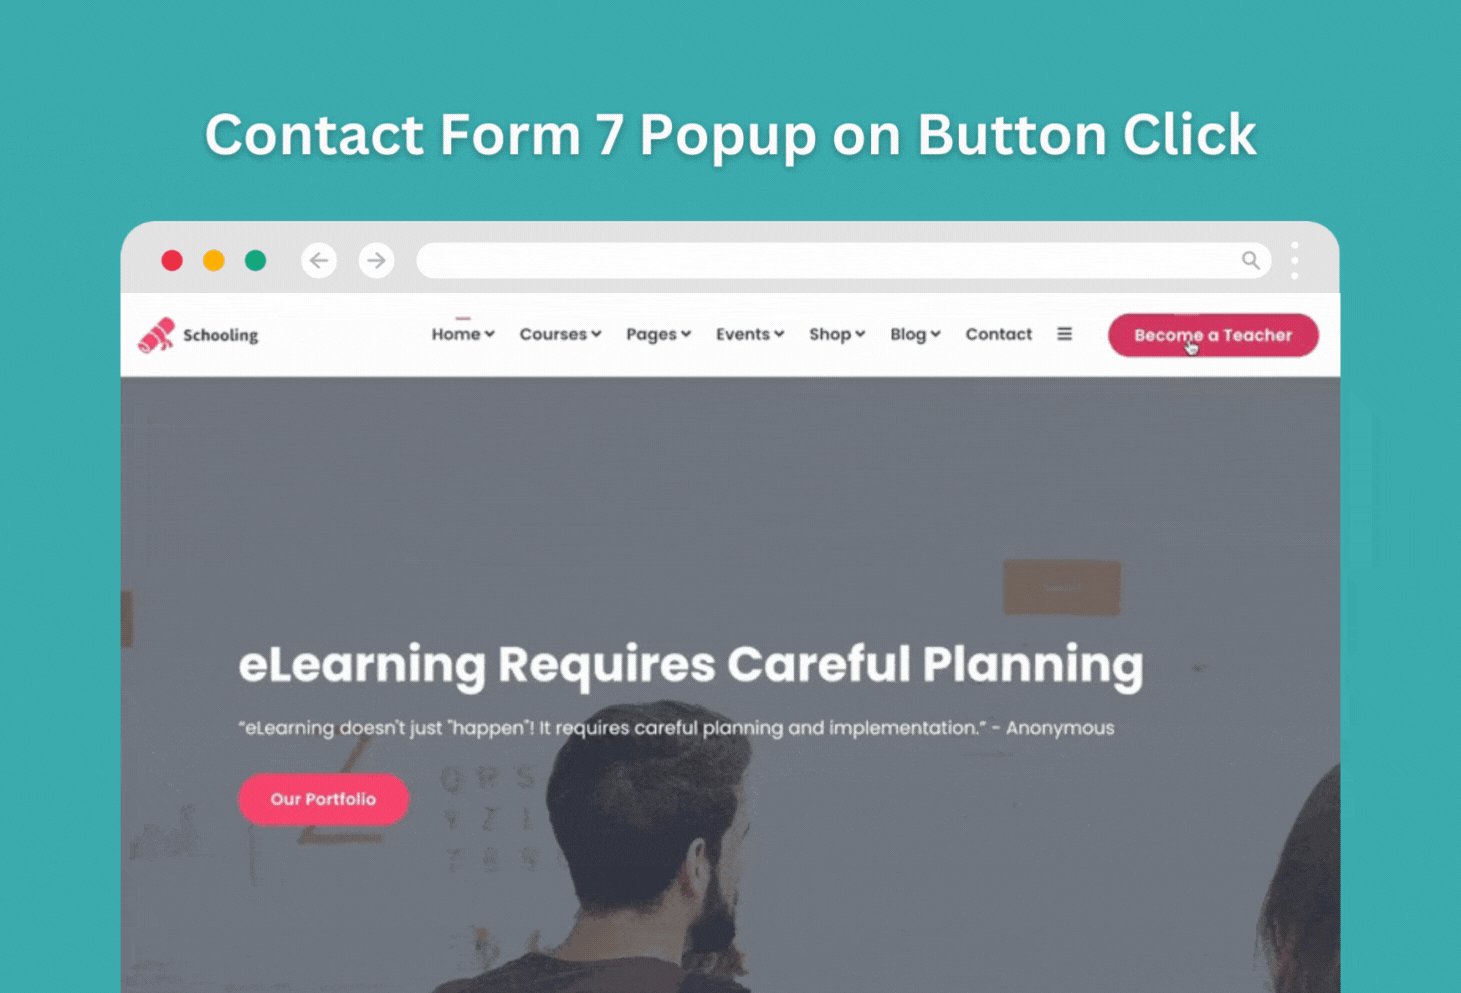 Contact Form 7 Popup on Button Click
Schooling
Home
Courses
Pages
Events
Shop
Blog
Contact
Become a Teacher
eLearning Requires Careful Planning
“eLearning doesn't just "happen"! It requires careful planning and implementation.” - Anonymous
Our Portfolio
Q R S